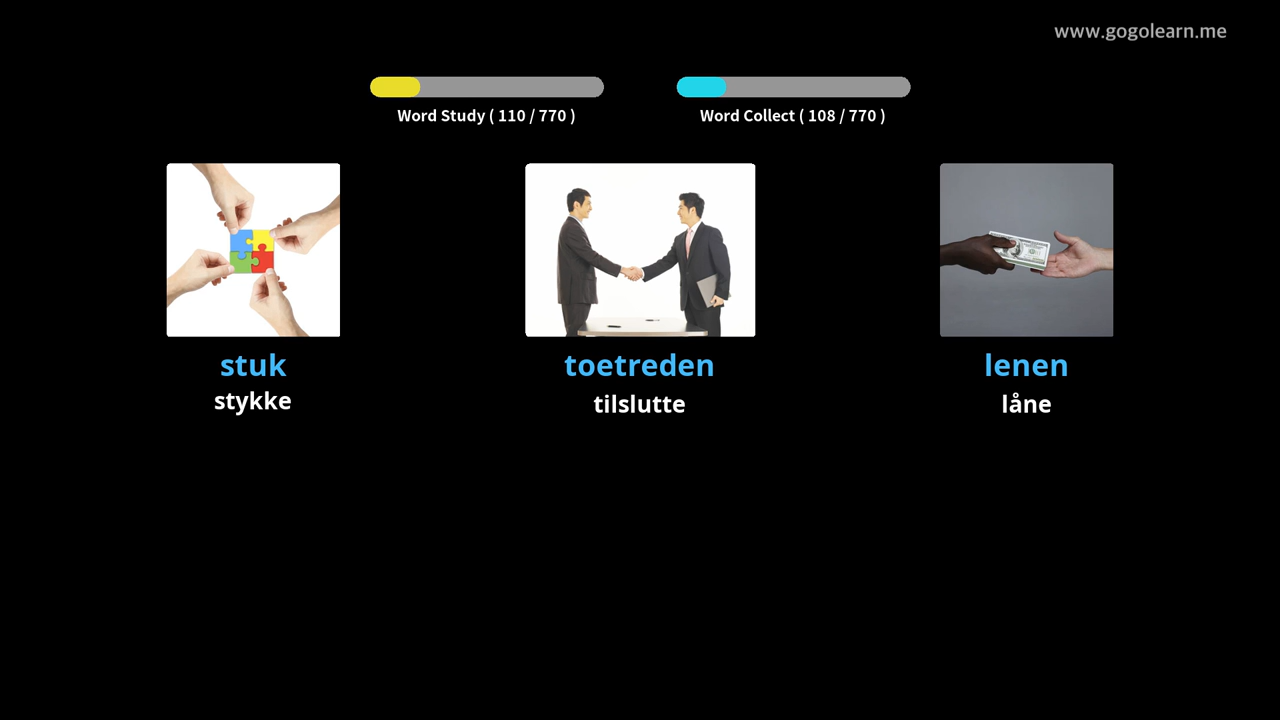 www.gogolearn.me
Word Study ( 110 / 770 )
Word Collect ( 108 / 770 )
stuk
stykke
toetreden
tilslutte
lenen
låne